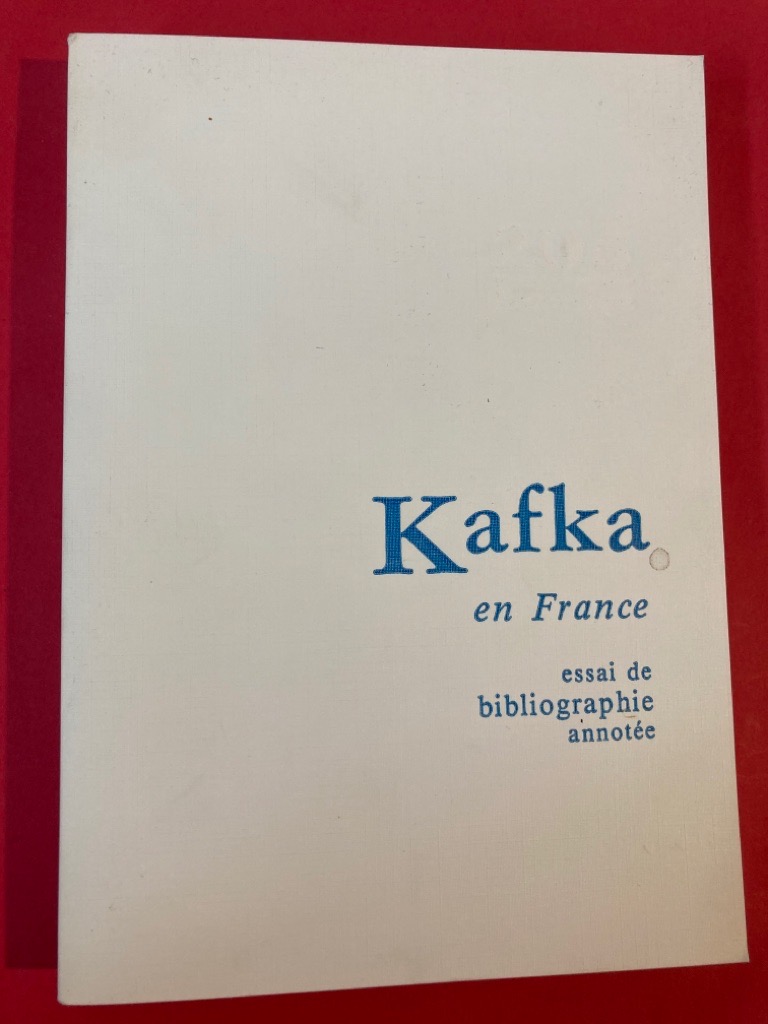 Kafka
en France
essai de
bibliographie
annotée